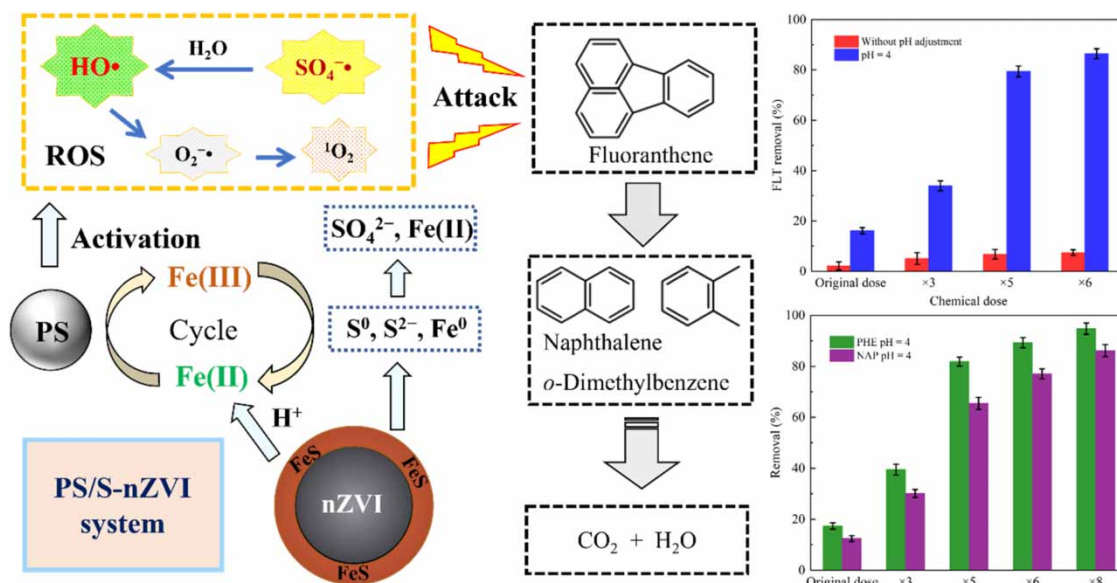 HO•
H₂O
SO₄⁻•
ROS
O₂⁻•
¹O₂
Attack
Activation
PS
Fe(III)
Cycle
Fe(II)
H⁺
SO₄²⁻, Fe(II)
S⁰, S²⁻, Fe⁰
PS/S-nZVI
system
FeS
FeS
nZVI
FeS
Fluoranthene
Naphthalene
o-Dimethylbenzene
CO₂ + H₂O
100
80
60
40
20
0
FLT removal (%)
Without pH adjustment
pH = 4
Original dose
×3
×5
×6
Chemical dose
100
80
60
40
20
0
Removal (%)
PHE pH = 4
NAP pH = 4
Original dose
×3
×5
×6